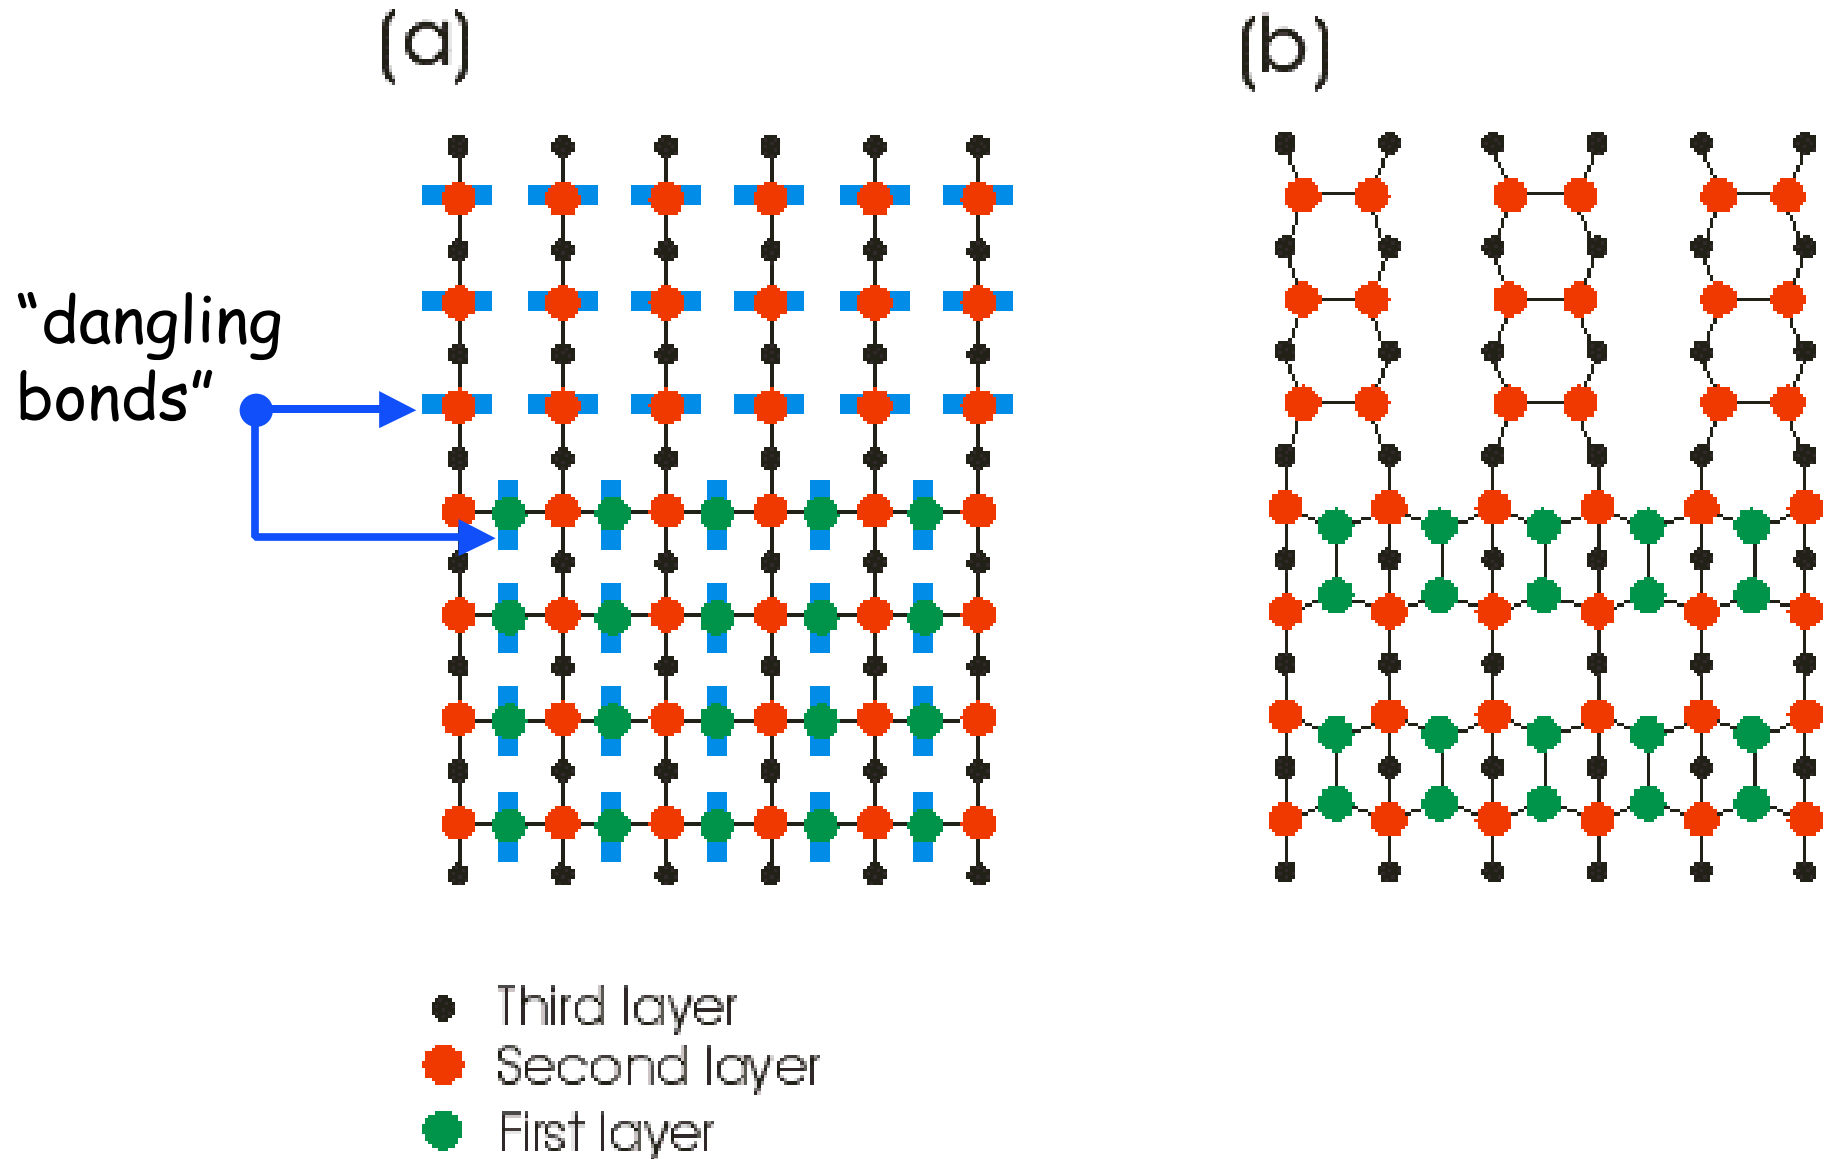 (a)
(b)
“dangling
bonds”
Third layer
Second layer
First layer